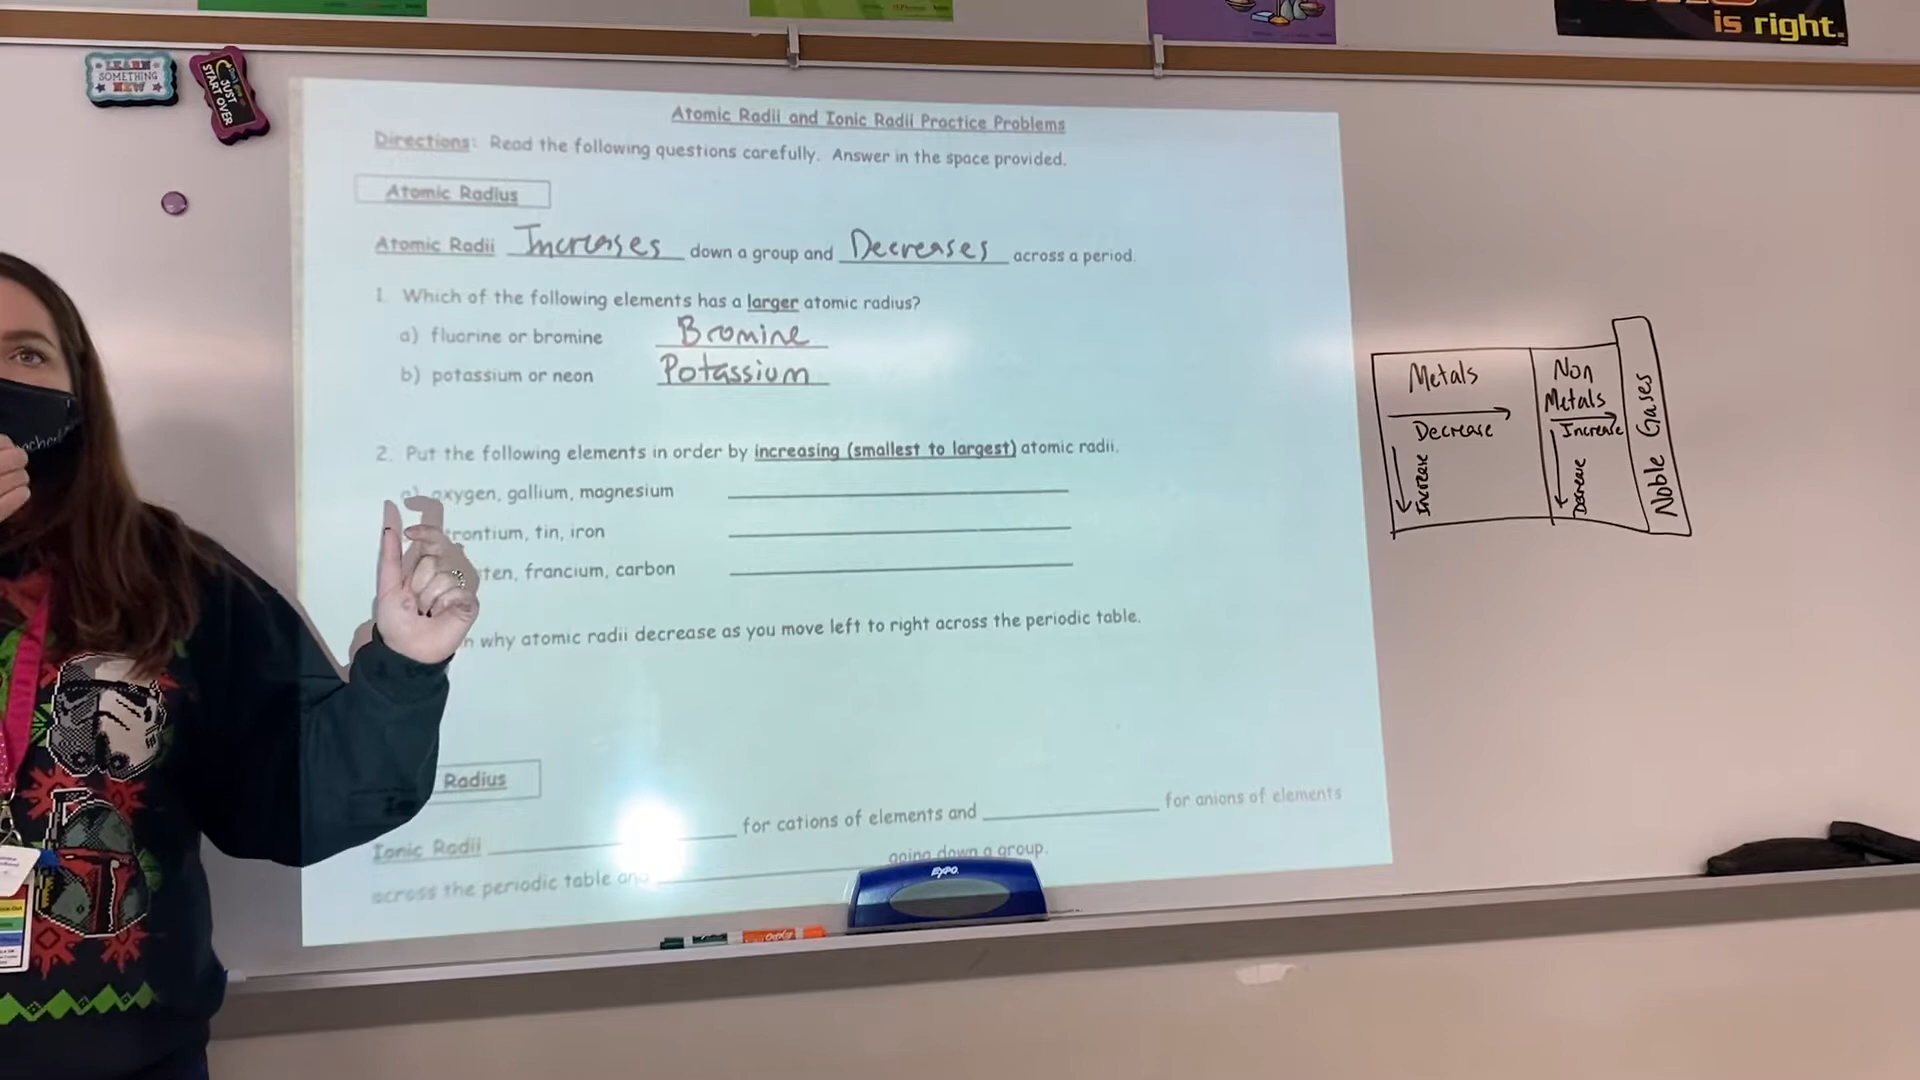 is right.
LEARN
SOMETHING
NEW
JUST
START OVER
Atomic Radii and Ionic Radii Practice Problems
Directions: Read the following questions carefully. Answer in the space provided.
Atomic Radius
Atomic Radii Increases down a group and Decreases across a period.
1. Which of the following elements has a larger atomic radius?
a) fluorine or bromine Bromine
b) potassium or neon Potassium
2. Put the following elements in order by increasing (smallest to largest) atomic radii.
oxygen, gallium, magnesium
trontium, tin, iron
ten, francium, carbon
n why atomic radii decrease as you move left to right across the periodic table.
Radius
Ionic Radii for cations of elements and for anions of elements
across the periodic table and going down a group.
Metals
Decrease
Increase
Non
Metals
Increase
Decrease
Noble Gases
EXPO